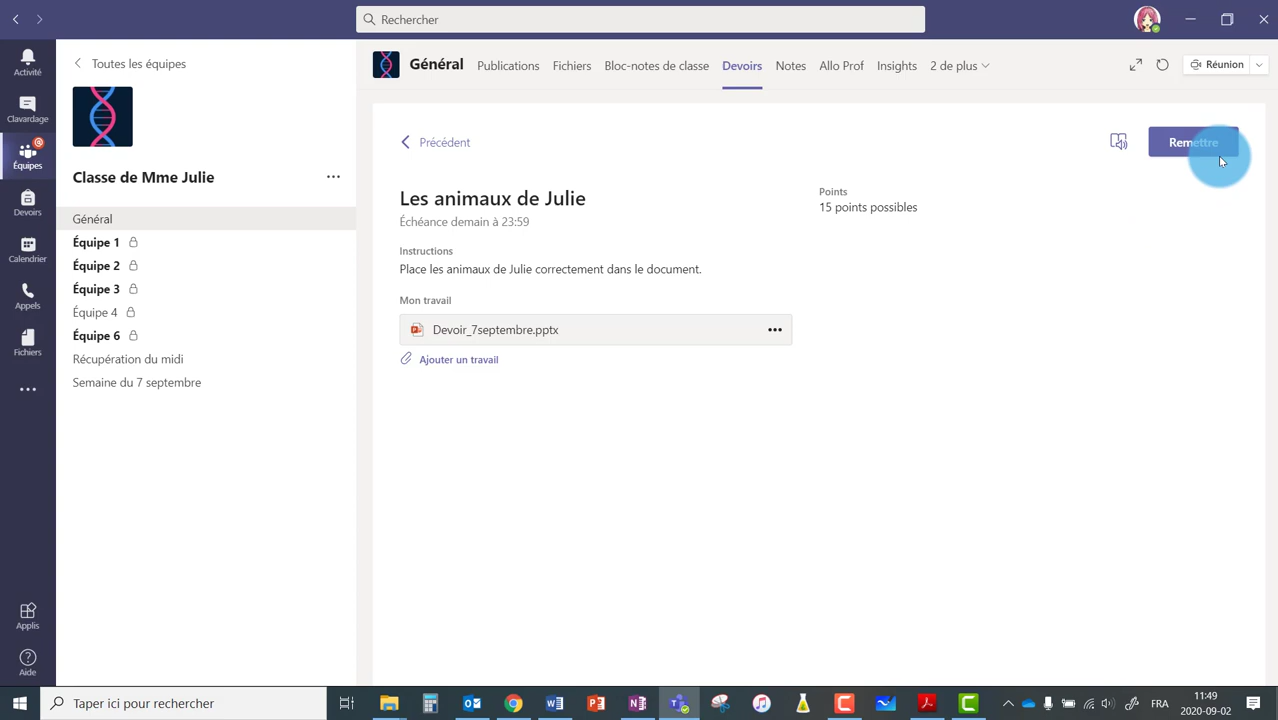 Rechercher
Activité
Clavardage
Équipes
Devoirs
Calendrier
Appels
Fichiers
Applis
Aide
Toutes les équipes
Classe de Mme Julie
Général
Équipe 1
Équipe 2
Équipe 3
Équipe 4
Équipe 6
Récupération du midi
Semaine du 7 septembre
Général Publications Fichiers Bloc-notes de classe Devoirs Notes Allo Prof Insights 2 de plus Réunion
Précédent
Remettre
Les animaux de Julie
Échéance demain à 23:59
Points
15 points possibles
Instructions
Place les animaux de Julie correctement dans le document.
Mon travail
Devoir_7septembre.pptx
Ajouter un travail
Taper ici pour rechercher
FRA
11:49
2020-09-02